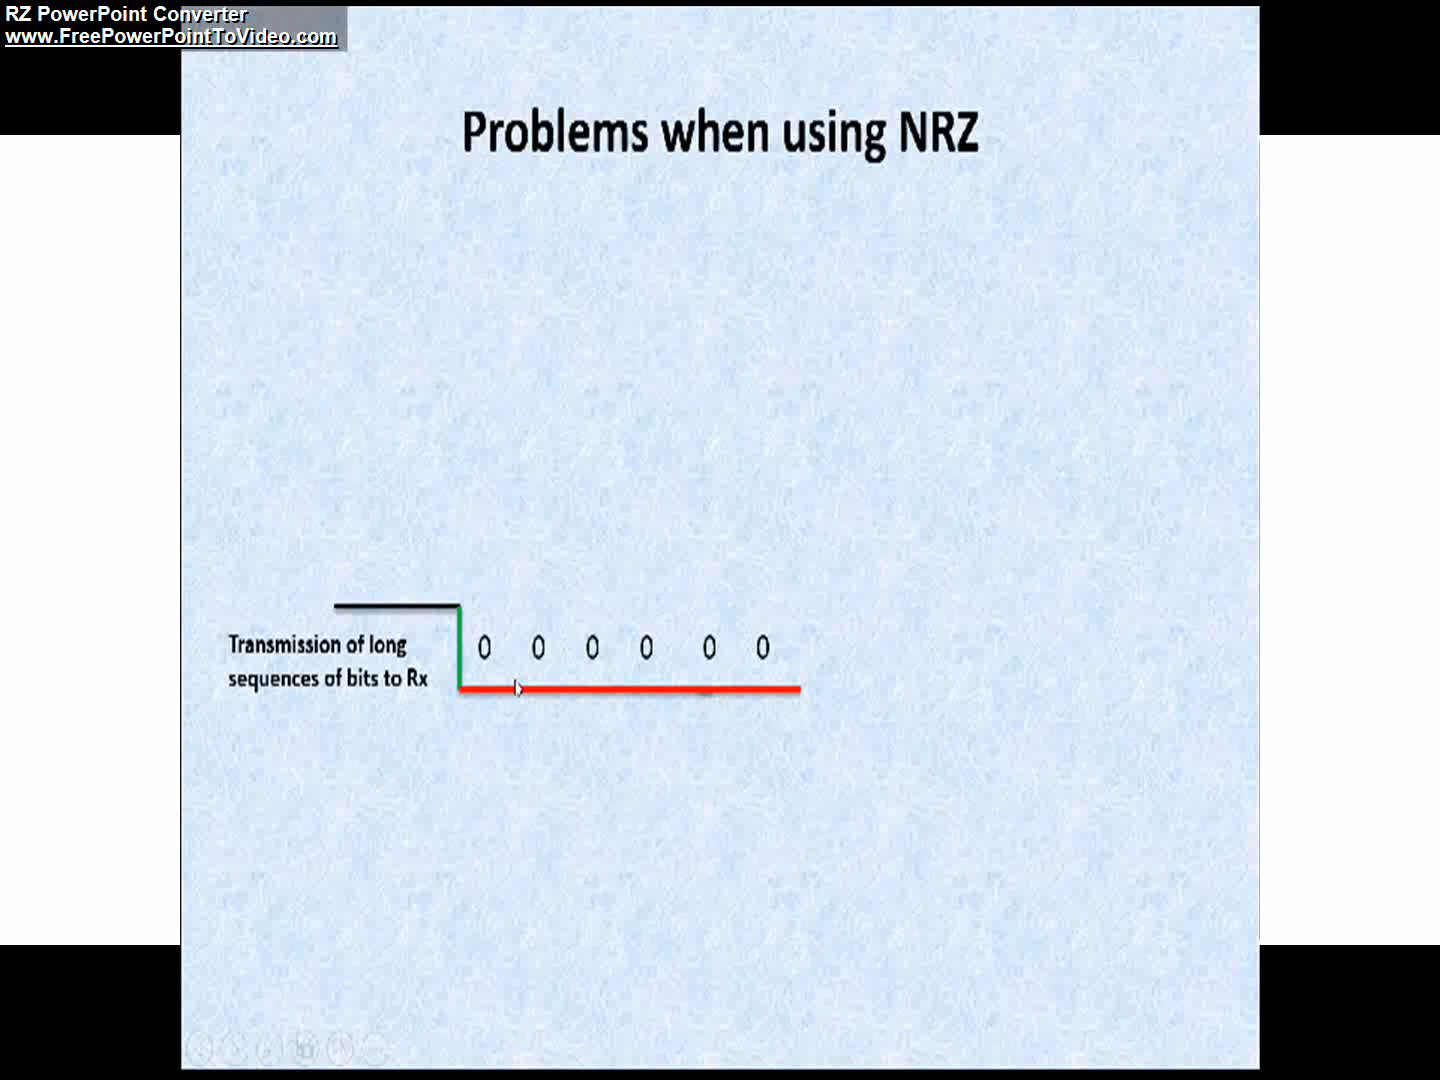 RZ PowerPoint Converter
www.FreePowerPointToVideo.com
Problems when using NRZ
Transmission of long
sequences of bits to Rx
0 0 0 0 0 0